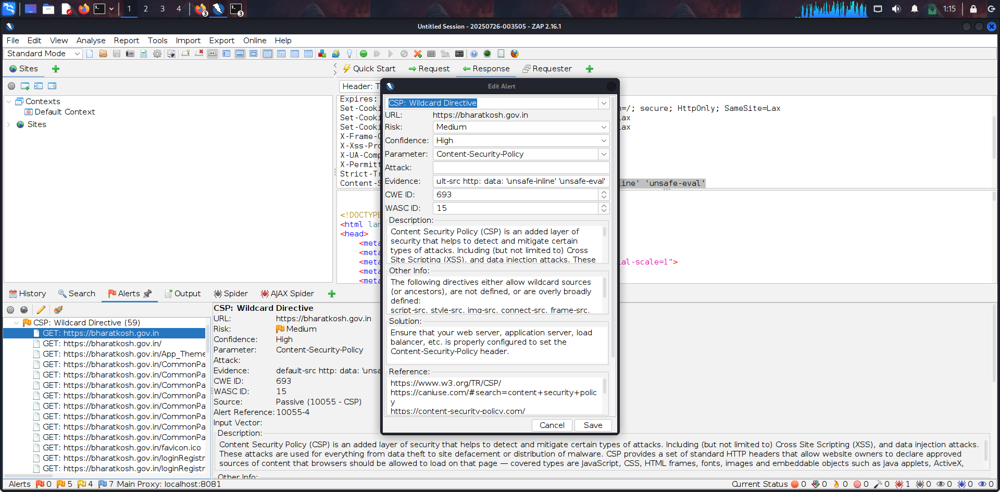 1 2 3 4
3
3
1:15
Untitled Session - 20250726-003505 - ZAP 2.16.1
File Edit View Analyse Report Tools Import Export Online Help
Standard Mode
Sites
Quick Start Request Response Requester
Header: T
Contexts
Default Context
Sites
Expires:
Set-Cooki
=/; secure; HttpOnly; SameSite=Lax
Set-Cooki
ax
Set-Cooki
ax
X-Frame-O
X-Xss-Pro
X-UA-Comp
X-Permitt
Strict-Tr
Content-S
ine' 'unsafe-eval'
<!DOCTYPE
<html lan
<head>
<meta
<meta
<meta
al-scale=1">
<meta
<meta
Edit Alert
CSP: Wildcard Directive
URL: https://bharatkosh.gov.in
Risk: Medium
Confidence: High
Parameter: Content-Security-Policy
Attack:
Evidence: ult-src http: data: 'unsafe-inline' 'unsafe-eval'
CWE ID: 693
WASC ID: 15
Description:
Content Security Policy (CSP) is an added layer of
security that helps to detect and mitigate certain
types of attacks. Including (but not limited to) Cross
Site Scripting (XSS), and data injection attacks. These
Other Info:
The following directives either allow wildcard sources
(or ancestors), are not defined, or are overly broadly
defined:
script-src, style-src, img-src, connect-src, frame-src,
Solution:
Ensure that your web server, application server, load
balancer, etc. is properly configured to set the
Content-Security-Policy header.
Reference:
https://www.w3.org/TR/CSP/
https://caniuse.com/#search=content+security+polic
y
https://content-security-policy.com/
Cancel Save
History Search Alerts Output Spider AJAX Spider
CSP: Wildcard Directive (59)
GET: https://bharatkosh.gov.in
GET: https://bharatkosh.gov.in/
GET: https://bharatkosh.gov.in/App_Theme
GET: https://bharatkosh.gov.in/CommonPa
GET: https://bharatkosh.gov.in/CommonPa
GET: https://bharatkosh.gov.in/CommonPa
GET: https://bharatkosh.gov.in/CommonPa
GET: https://bharatkosh.gov.in/CommonPa
GET: https://bharatkosh.gov.in/CommonPa
GET: https://bharatkosh.gov.in/CommonPa
GET: https://bharatkosh.gov.in/CommonPa
GET: https://bharatkosh.gov.in/favicon.ico
GET: https://bharatkosh.gov.in/loginRegistr
GET: https://bharatkosh.gov.in/loginRegistr
CSP: Wildcard Directive
URL: https://bharatkosh.gov.in
Risk: Medium
Confidence: High
Parameter: Content-Security-Policy
Attack:
Evidence: default-src http: data: 'unsa
CWE ID: 693
WASC ID: 15
Source: Passive (10055 - CSP)
Alert Reference: 10055-4
Input Vector:
Description:
Content Security Policy (CSP) is an added layer of security that helps to detect and mitigate certain types of attacks. Including (but not limited to) Cross Site Scripting (XSS), and data injection attacks.
These attacks are used for everything from data theft to site defacement or distribution of malware. CSP provides a set of standard HTTP headers that allow website owners to declare approved
sources of content that browsers should be allowed to load on that page — covered types are JavaScript, CSS, HTML frames, fonts, images and embeddable objects such as Java applets, ActiveX,
Other Info:
Alerts 0 5 4 7 Main Proxy: localhost:8081
Current Status 0 0 0 0 0 1 0 0 0 0